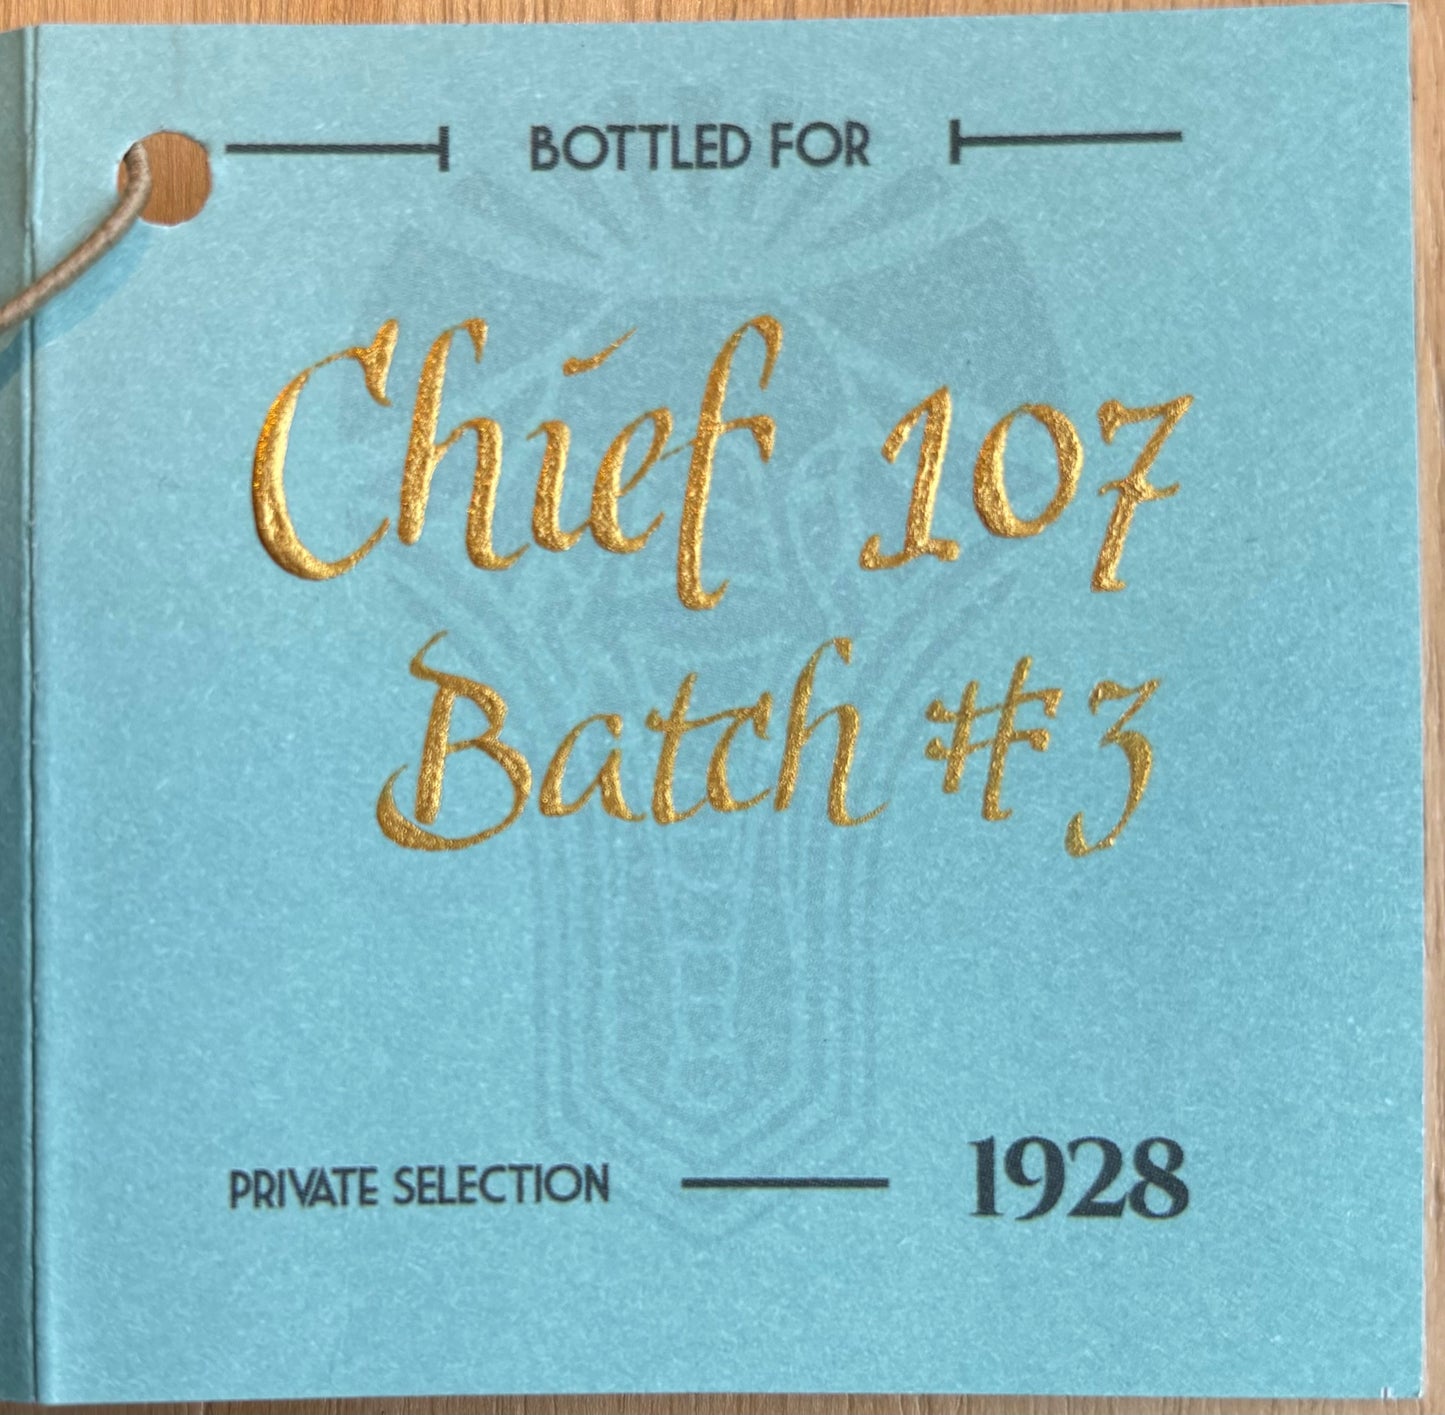 BOTTLED FOR
Chief 107
Batch #3
PRIVATE SELECTION 1928